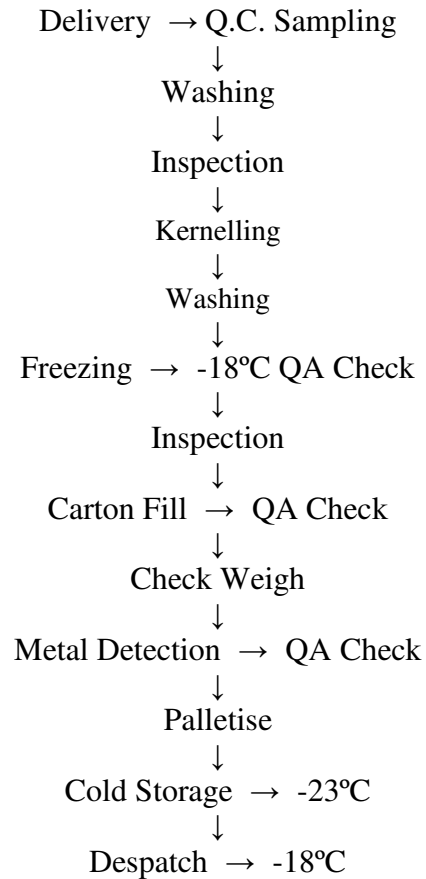 Delivery → Q.C. Sampling
↓
Washing
↓
Inspection
↓
Kernelling
↓
Washing
↓
Freezing → -18ºC QA Check
↓
Inspection
↓
Carton Fill → QA Check
↓
Check Weigh
↓
Metal Detection → QA Check
↓
Palletise
↓
Cold Storage → -23ºC
↓
Despatch → -18ºC